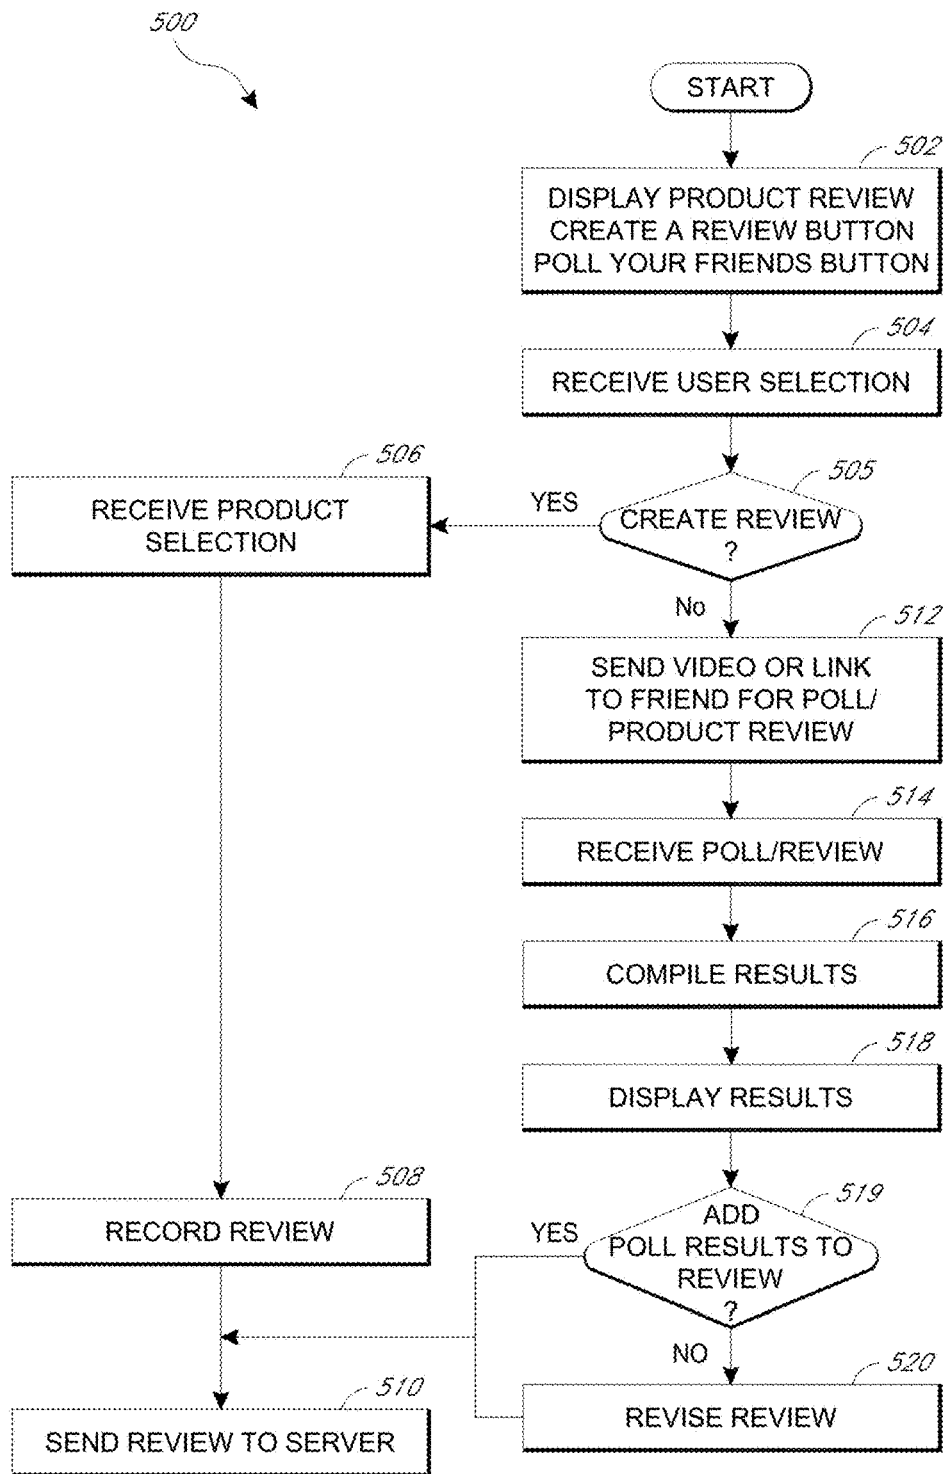 500
START
502
DISPLAY PRODUCT REVIEW
CREATE A REVIEW BUTTON
POLL YOUR FRIENDS BUTTON
504
RECEIVE USER SELECTION
505
CREATE REVIEW
?
YES
No
506
RECEIVE PRODUCT
SELECTION
512
SEND VIDEO OR LINK
TO FRIEND FOR POLL/
PRODUCT REVIEW
514
RECEIVE POLL/REVIEW
516
COMPILE RESULTS
518
DISPLAY RESULTS
519
ADD
POLL RESULTS TO
REVIEW
?
YES
NO
508
RECORD REVIEW
520
REVISE REVIEW
510
SEND REVIEW TO SERVER